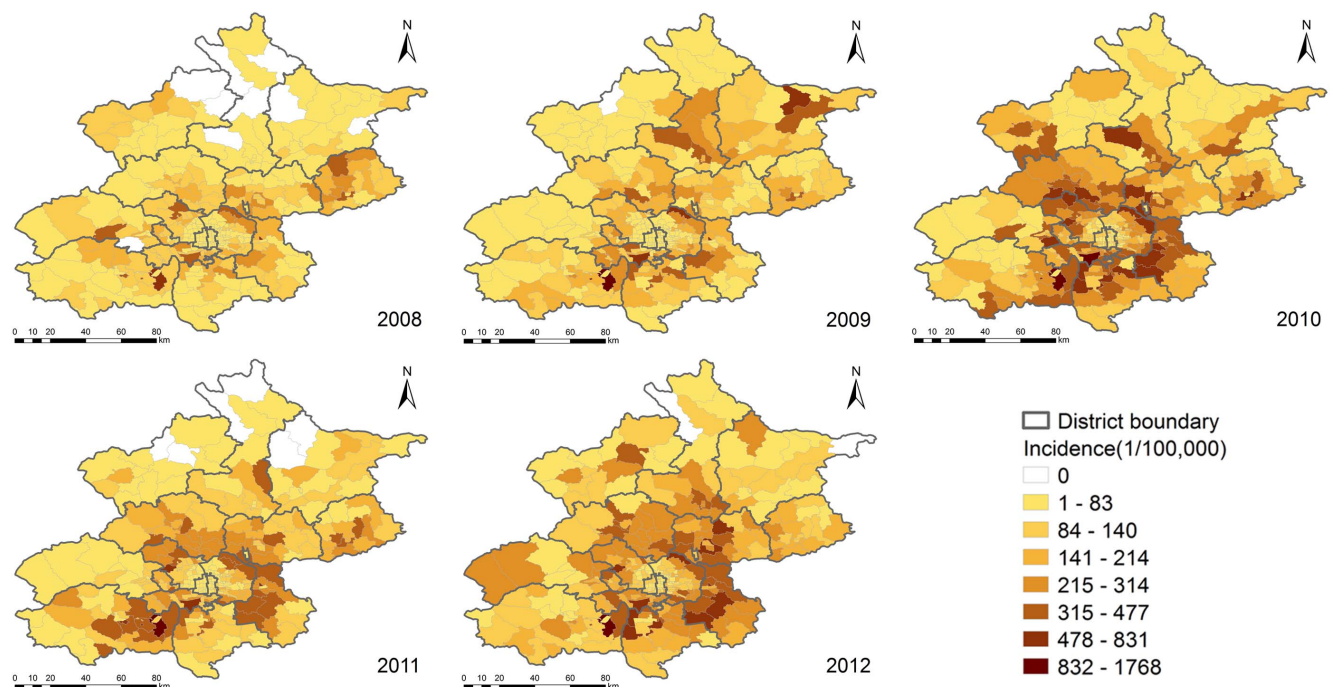 N
0 10 20 40 60 80
km
2008
N
0 10 20 40 60 80
km
2009
N
0 10 20 40 60 80
km
2010
N
0 10 20 40 60 80
km
2011
N
0 10 20 40 60 80
km
2012
District boundary
Incidence(1/100,000)
0
1 - 83
84 - 140
141 - 214
215 - 314
315 - 477
478 - 831
832 - 1768